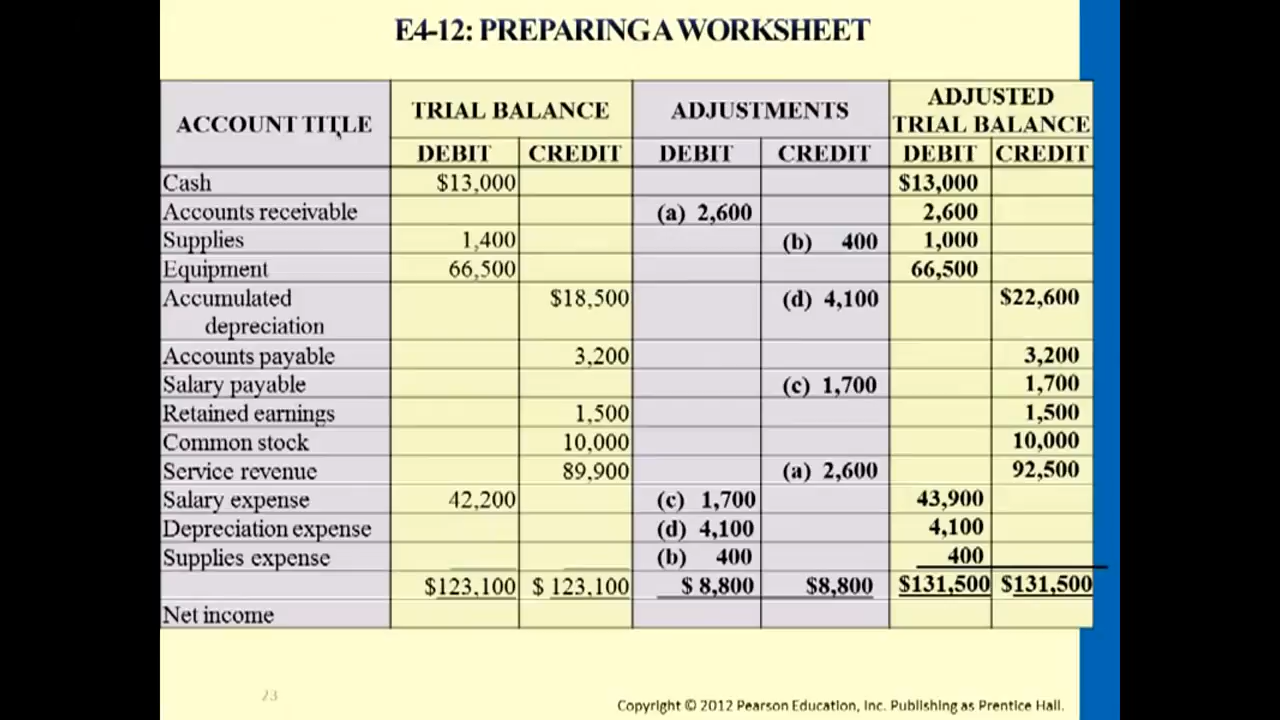 E4-12: PREPARING A WORKSHEET
ACCOUNT TITLE TRIAL BALANCE ADJUSTMENTS ADJUSTED TRIAL BALANCE
DEBIT CREDIT DEBIT CREDIT DEBIT CREDIT
Cash $13,000 $13,000
Accounts receivable (a) 2,600 2,600
Supplies 1,400 (b) 400 1,000
Equipment 66,500 66,500
Accumulated $18,500 (d) 4,100 $22,600
depreciation
Accounts payable 3,200 3,200
Salary payable (c) 1,700 1,700
Retained earnings 1,500 1,500
Common stock 10,000 10,000
Service revenue 89,900 (a) 2,600 92,500
Salary expense 42,200 (c) 1,700 43,900
Depreciation expense (d) 4,100 4,100
Supplies expense (b) 400 400
$123,100 $ 123,100 $ 8,800 $8,800 $131,500 $131,500
Net income
23
Copyright © 2012 Pearson Education, Inc. Publishing as Prentice Hall.